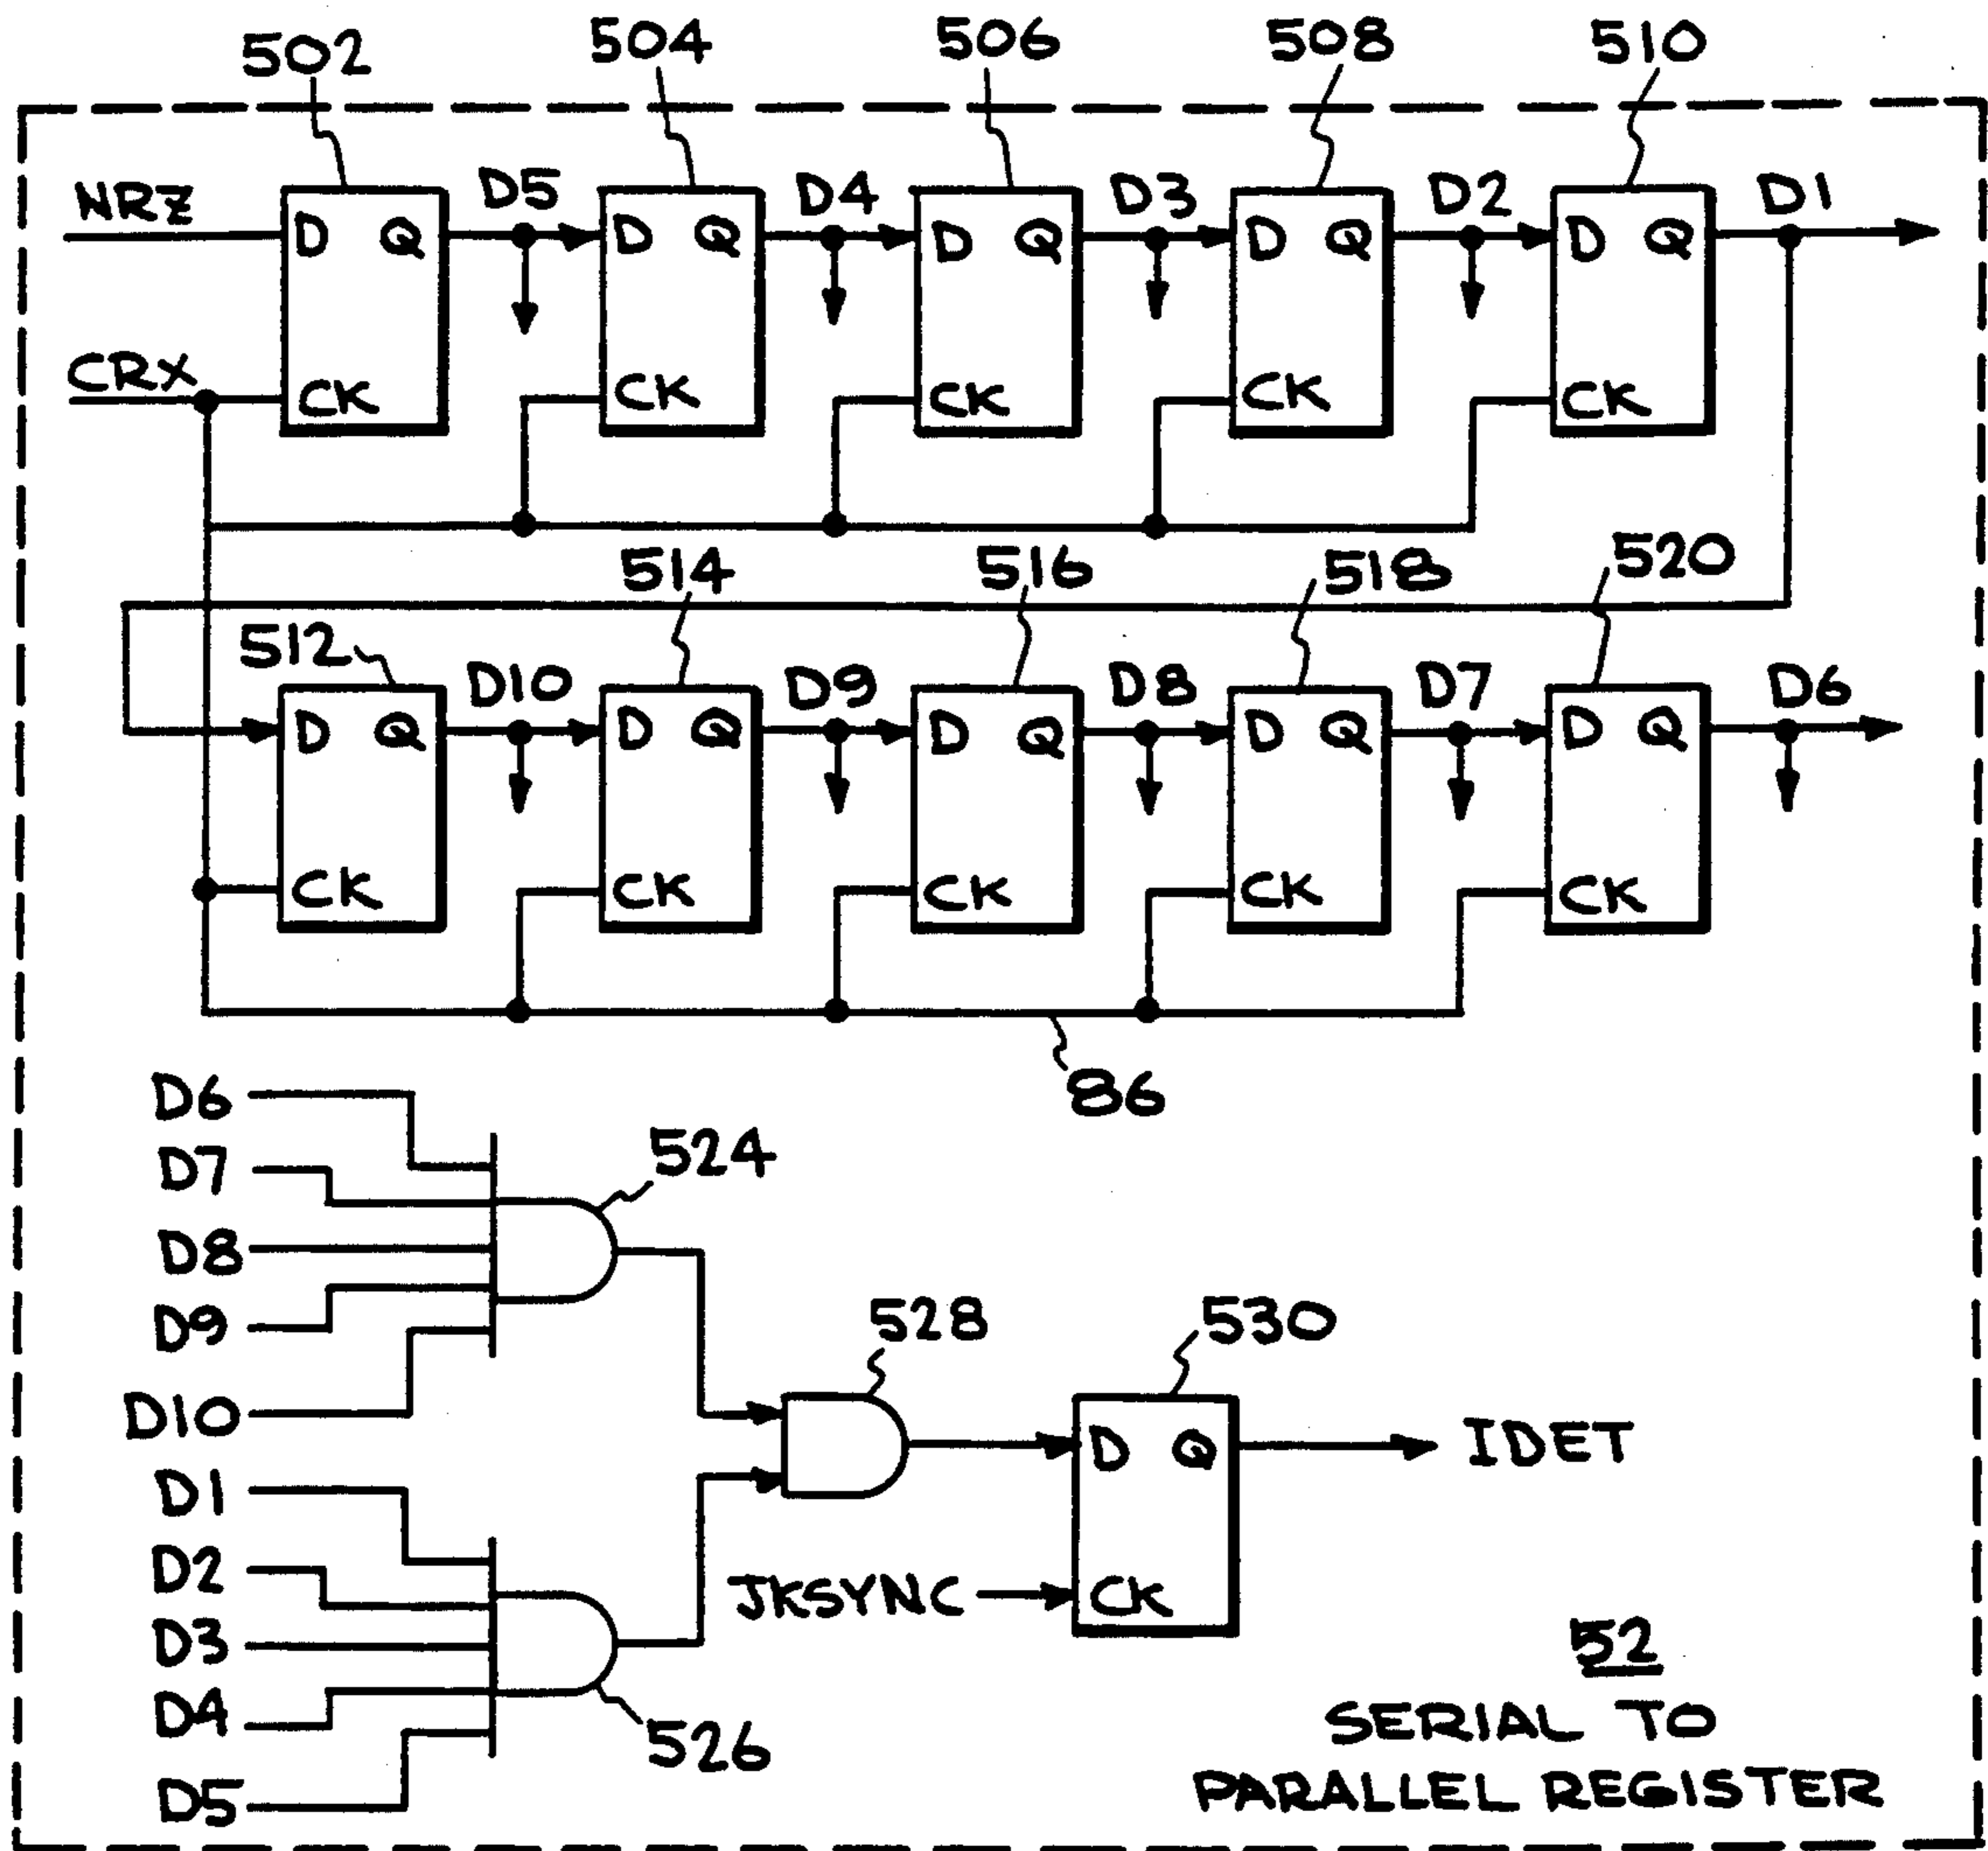 502 504 506 508 510
NRZ D5 D4 D3 D2 D1
D Q D Q D Q D Q D Q
CRX CK CK CK CK CK
514 516 518 520
512 D10 D9 D8 D7 D6
D Q D Q D Q D Q D Q
CK CK CK CK CK
86
D6
D7 524
D8
D9 528 530
D10 D Q IDET
D1
D2 JKSYNC CK
D3 52
D4 526 SERIAL TO
D5 PARALLEL REGISTER